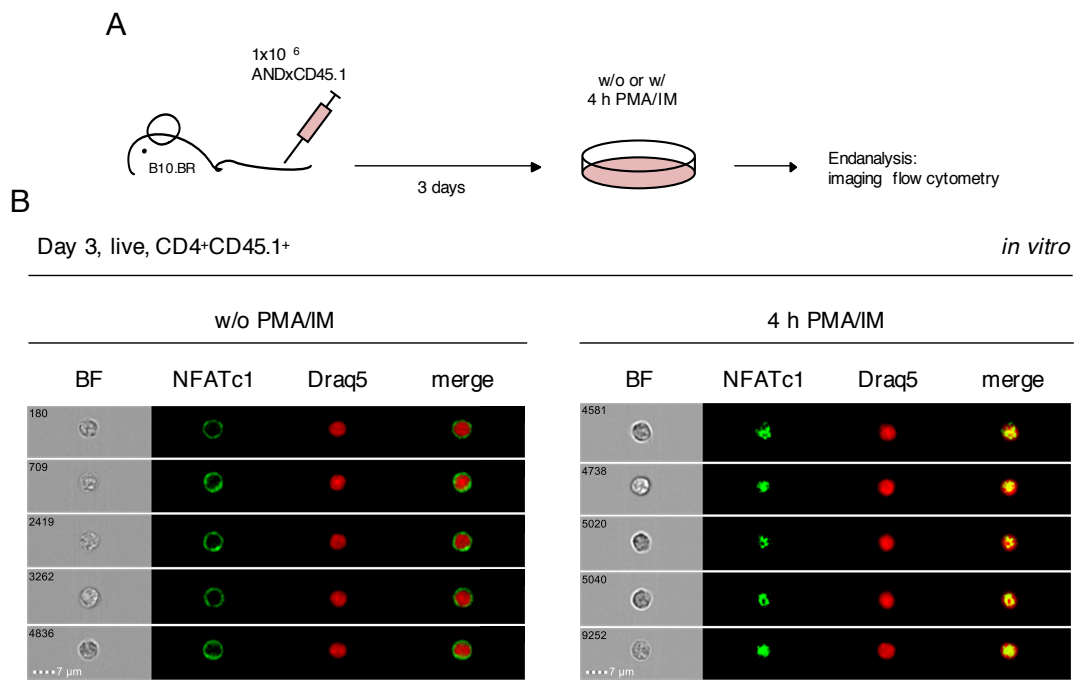 A
1x10 ⁶
ANDxCD45.1
w/o or w/
4 h PMA/IM
B10.BR
3 days
Endanalysis:
imaging flow cytometry
B
Day 3, live, CD4⁺CD45.1⁺
in vitro
w/o PMA/IM
4 h PMA/IM
BF NFATc1 Draq5 merge
BF NFATc1 Draq5 merge
180
709
2419
3262
4836
7 µm
4581
4738
5020
5040
9252
7 µm